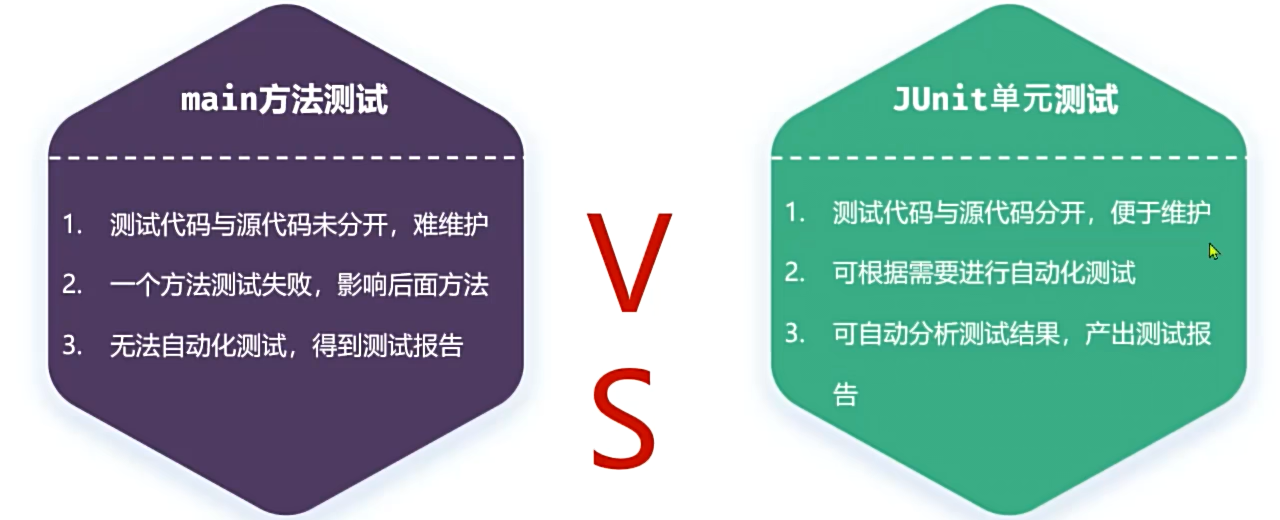 main方法测试
1. 测试代码与源代码未分开，难维护
2. 一个方法测试失败，影响后面方法
3. 无法自动化测试，得到测试报告
V
S
JUnit单元测试
1. 测试代码与源代码分开，便于维护
2. 可根据需要进行自动化测试
3. 可自动分析测试结果，产出测试报
告